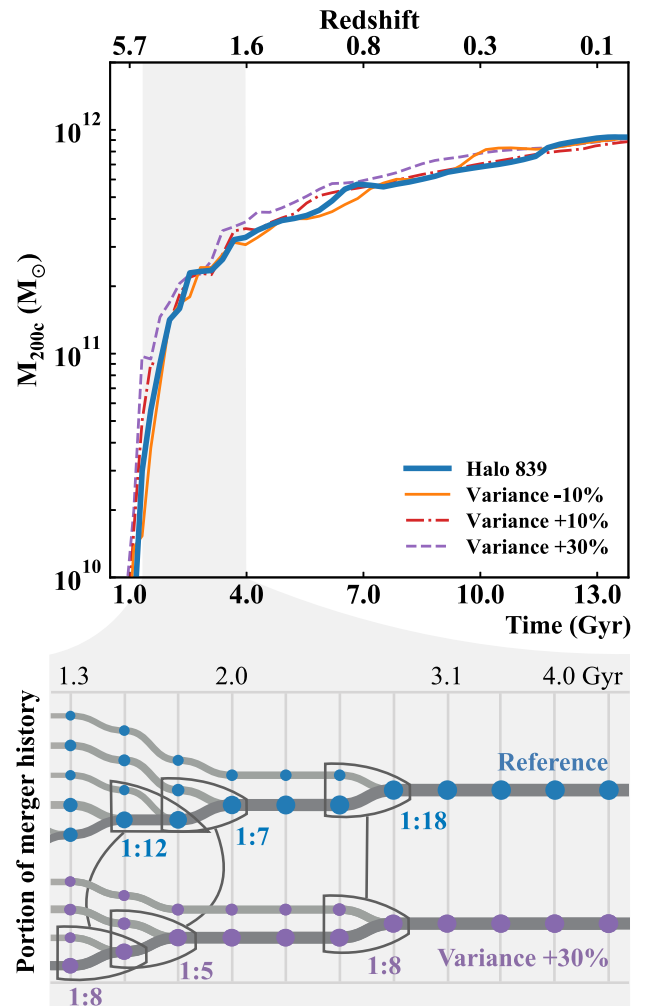 Redshift
5.7 1.6 0.8 0.3 0.1
10^12
10^11
10^10
M_200c (M_⊙)
Halo 839
Variance -10%
Variance +10%
Variance +30%
1.0 4.0 7.0 10.0 13.0
Time (Gyr)
1.3 2.0 3.1 4.0 Gyr
Portion of merger history
Reference
1:12 1:7 1:18
1:5 1:8 Variance +30%
1:8